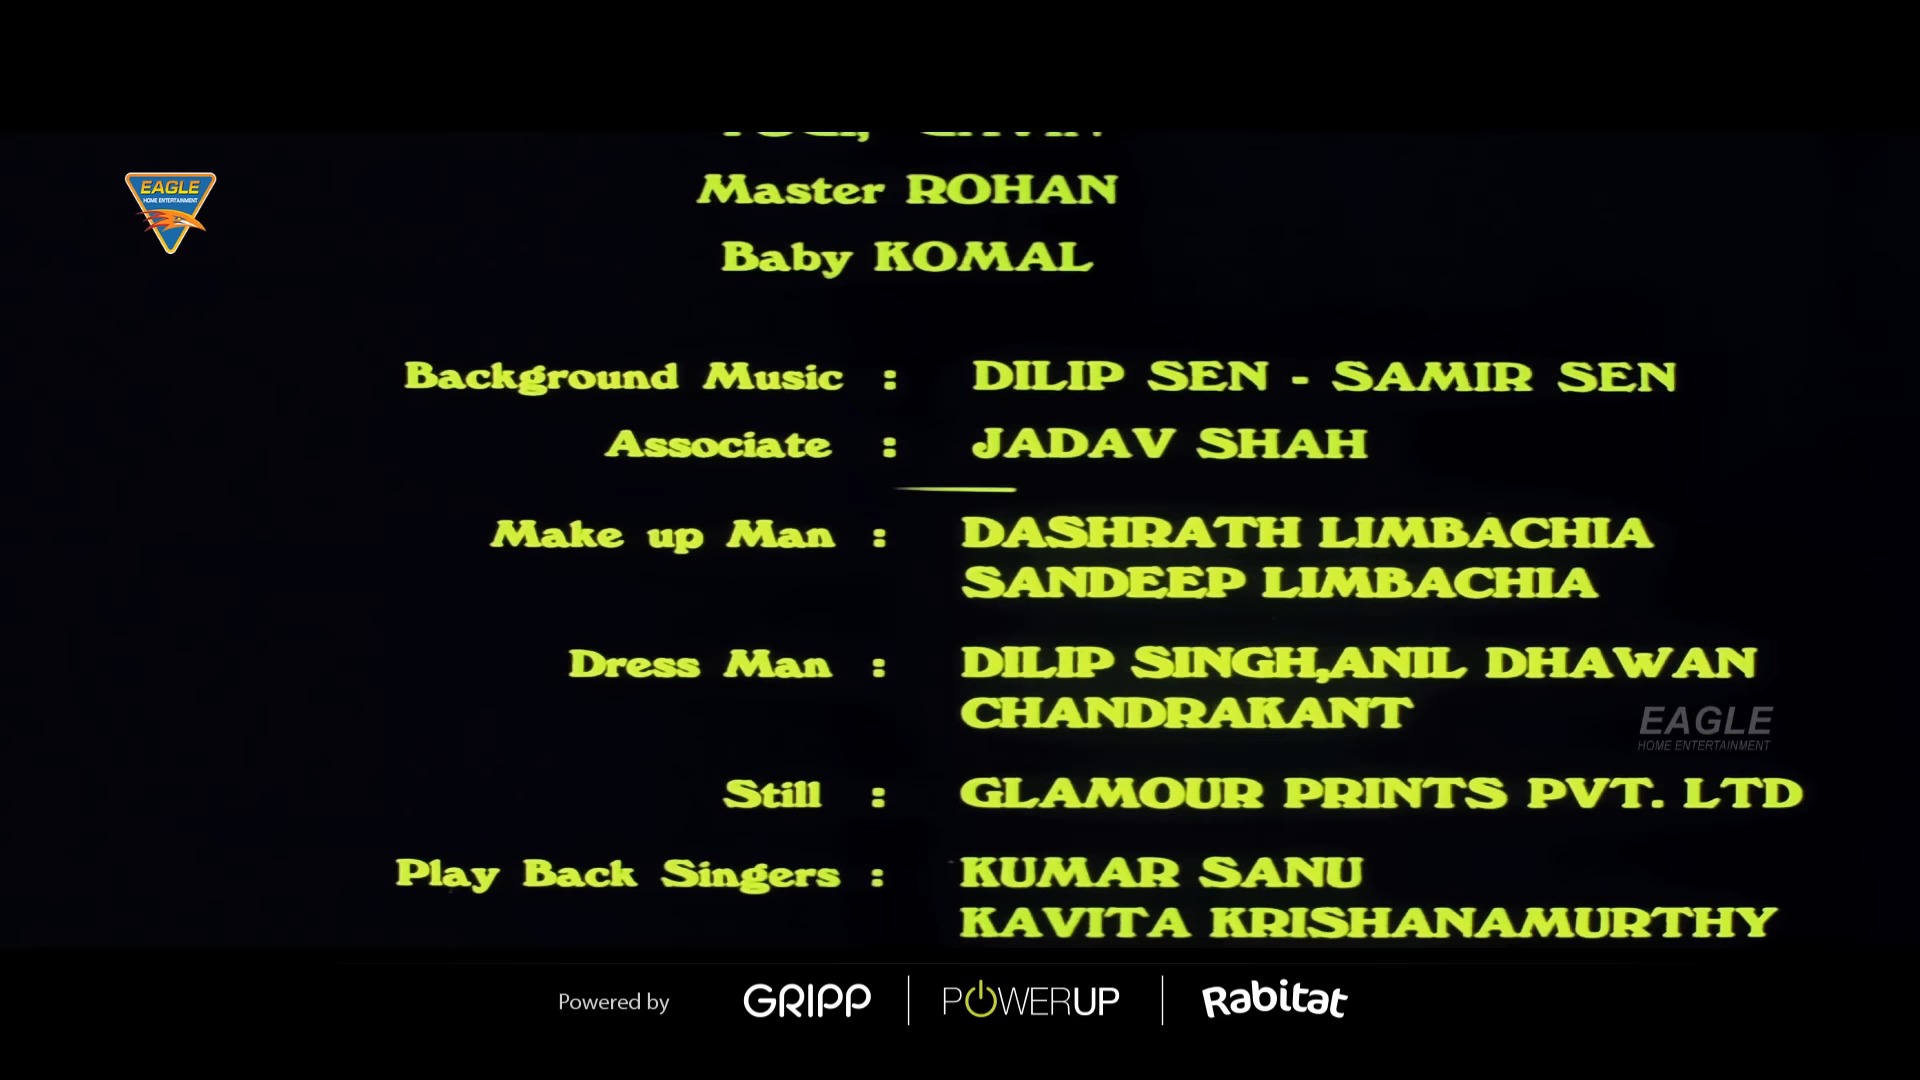 EAGLE
HOME ENTERTAINMENT
Master ROHAN
Baby KOMAL
Background Music : DILIP SEN - SAMIR SEN
Associate : JADAV SHAH
Make up Man : DASHRATH LIMBACHIA
SANDEEP LIMBACHIA
Dress Man : DILIP SINGH,ANIL DHAWAN
CHANDRAKANT
EAGLE
HOME ENTERTAINMENT
Still : GLAMOUR PRINTS PVT. LTD
Play Back Singers : KUMAR SANU
KAVITA KRISHANAMURTHY
Powered by GRIPP POWERUP Rabitat